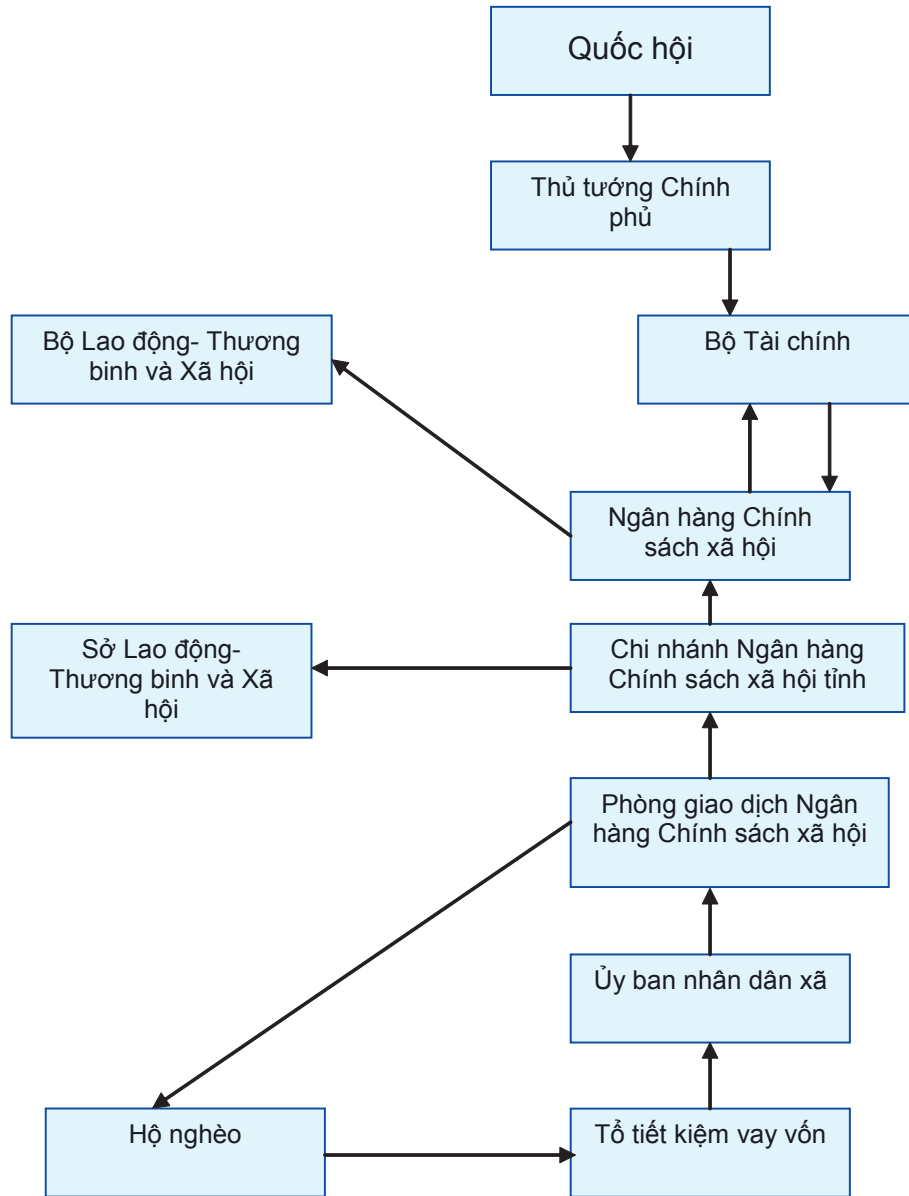 Quốc hội
Thủ tướng Chính
phủ
Bộ Lao động- Thương
binh và Xã hội
Bộ Tài chính
Ngân hàng Chính
sách xã hội
Sở Lao động-
Thương binh và Xã
hội
Chi nhánh Ngân hàng
Chính sách xã hội tỉnh
Phòng giao dịch Ngân
hàng Chính sách xã hội
Ủy ban nhân dân xã
Hộ nghèo
Tổ tiết kiệm vay vốn